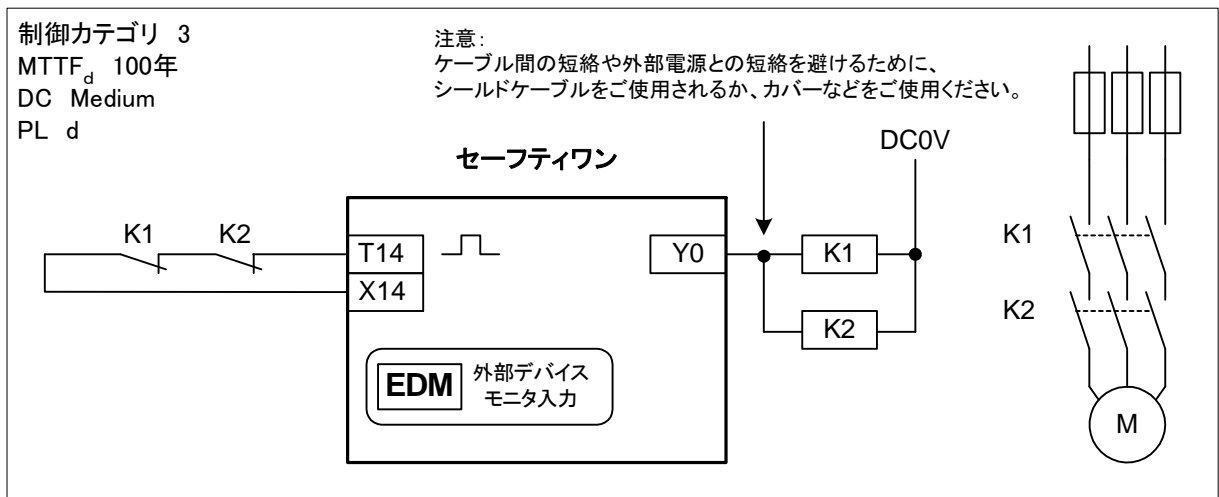 制御カテゴリ 3
MTTFd 100年
DC Medium
PL d
注意:
ケーブル間の短絡や外部電源との短絡を避けるために、
シールドケーブルをご使用されるか、カバーなどをご使用ください。
DC0V
セーフティワン
K1 K2
T14
X14
Y0
K1
K2
EDM
外部デバイス
モニタ入力
K1
K2
M